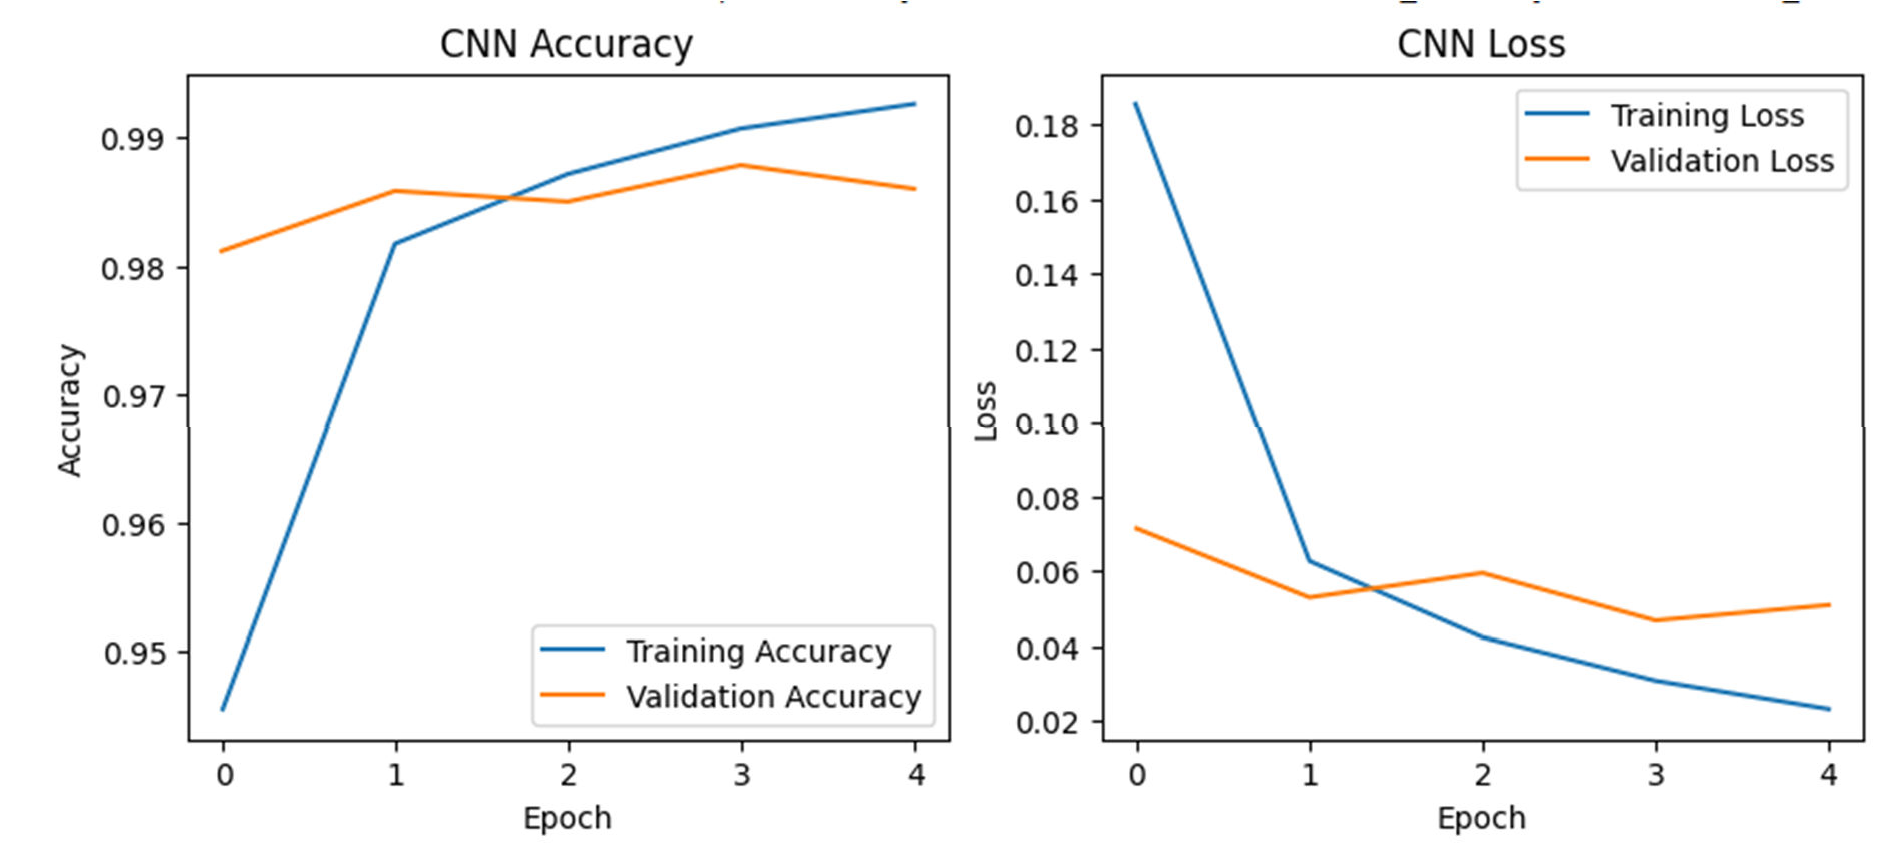 CNN Accuracy
Accuracy
0.99
0.98
0.97
0.96
0.95
Training Accuracy
Validation Accuracy
0
1
2
3
4
Epoch
CNN Loss
Loss
0.18
0.16
0.14
0.12
0.10
0.08
0.06
0.04
0.02
Training Loss
Validation Loss
0
1
2
3
4
Epoch